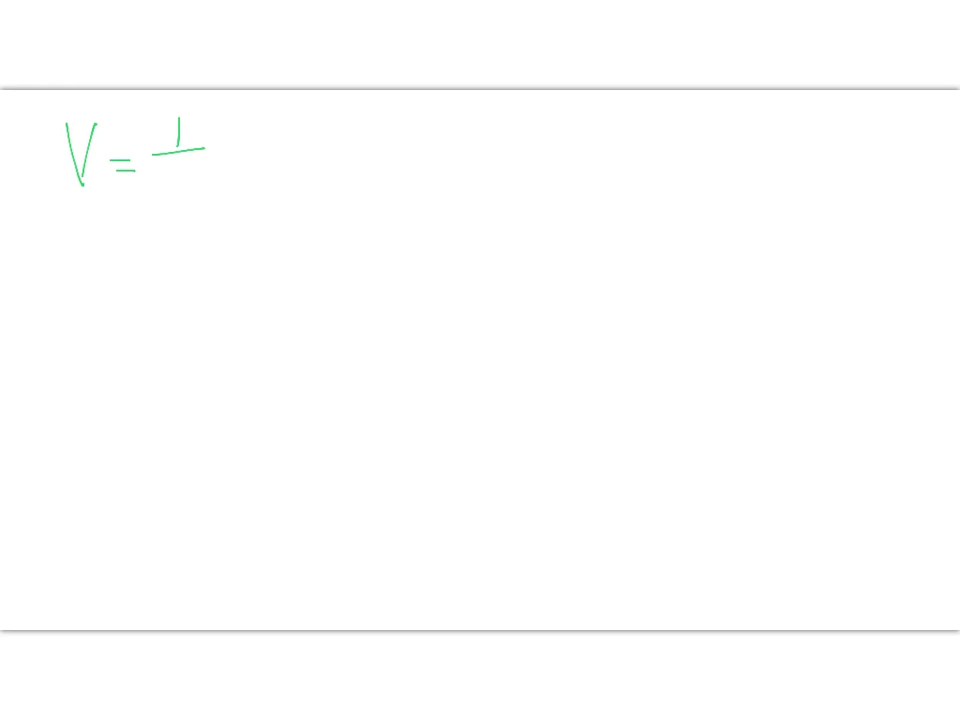 V = 1/